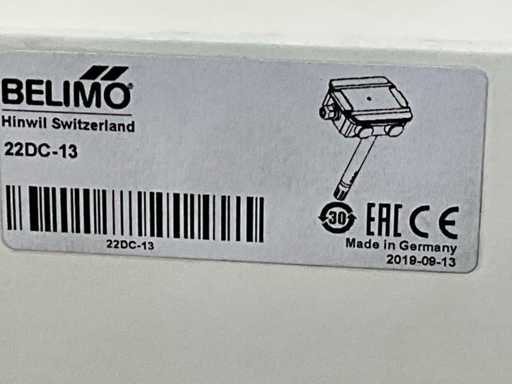 BELIMO®
Hinwil Switzerland
22DC-13
22DC-13
30
EAC CE
Made in Germany
2019-09-13